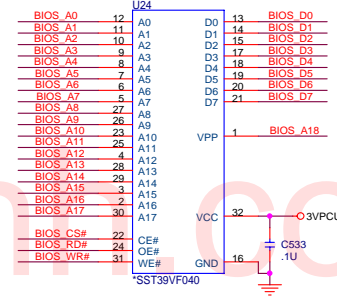 U24
BIOS_A0 12 A0 D0 13 BIOS_D0
BIOS_A1 11 A1 D1 14 BIOS_D1
BIOS_A2 10 A2 D2 15 BIOS_D2
BIOS_A3 9 A3 D3 17 BIOS_D3
BIOS_A4 8 A4 D4 18 BIOS_D4
BIOS_A5 7 A5 D5 19 BIOS_D5
BIOS_A6 6 A6 D6 20 BIOS_D6
BIOS_A7 5 A7 D7 21 BIOS_D7
BIOS_A8 27 A8
BIOS_A9 26 A9
BIOS_A10 23 A10 VPP 1 BIOS_A18
BIOS_A11 25 A11
BIOS_A12 4 A12
BIOS_A13 28 A13
BIOS_A14 29 A14
BIOS_A15 3 A15
BIOS_A16 2 A16
BIOS_A17 30 A17 VCC 32 3VPCU
BIOS_CS# 22 CE# C533
BIOS_RD# 24 OE# .1U
BIOS_WR# 31 WE# GND 16
*SST39VF040